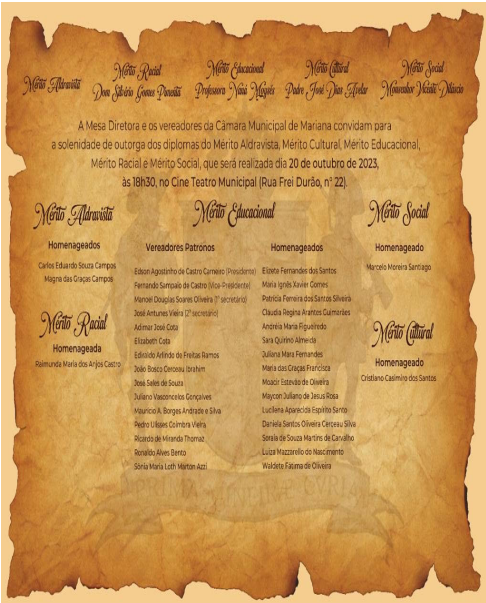 Mérito Aldravista
Mérito Racial
Dom Silvério Gomes Pimenta
Mérito Educacional
Professora Naná Moysés
Mérito Cultural
Padre José Dias Avelar
Mérito Social
Monsenhor Vicente Dilascio
A Mesa Diretora e os vereadores da Câmara Municipal de Mariana convidam para
a solenidade de outorga dos diplomas do Mérito Aldravista, Mérito Cultural, Mérito Educacional,
Mérito Racial e Mérito Social, que será realizada dia 20 de outubro de 2023,
às 18h30, no Cine Teatro Municipal (Rua Frei Durão, nº 22).
Mérito Aldravista
Homenageados
Carlos Eduardo Souza Campos
Magna das Graças Campos
Mérito Racial
Homenageada
Raimunda Maria dos Anjos Castro
Mérito Educacional
Vereadores Patronos
Edson Agostinho de Castro Carneiro (Presidente)
Fernando Sampaio de Castro (Vice-Presidente)
Manoel Douglas Soares Oliveira (1º secretário)
José Antunes Vieira (2º secretário)
Adimar José Cota
Elizabeth Cota
Ediraldo Arlindo de Freitas Ramos
João Bosco Cerceau Ibrahim
José Sales de Souza
Juliano Vasconcelos Gonçalves
Maurício A. Borges Andrade e Silva
Pedro Ulisses Coimbra Vieira
Ricardo de Miranda Thomaz
Ronaldo Alves Bento
Sônia Maria Loth Marton Azzi
Homenageados
Elidete Fernandes dos Santos
Maria Ignês Xavier Gomes
Patrícia Ferreira dos Santos Silveira
Cláudia Regina Arantes Guimarães
Andréia Maria Figueiredo
Sara Quirino Almeida
Juliana Mara Fernandes
Maria das Graças Francisca
Moacir Estevão de Oliveira
Maycon Juliano de Jesus Rosa
Lucilena Aparecida Espírito Santo
Daniela Santos Oliveira Cerceau Silva
Soraia de Souza Martins de Carvalho
Luiza Mazzarello do Nascimento
Waldete Fátima de Oliveira
Mérito Social
Homenageado
Marcelo Moreira Santiago
Mérito Cultural
Homenageado
Cristiano Casimiro dos Santos